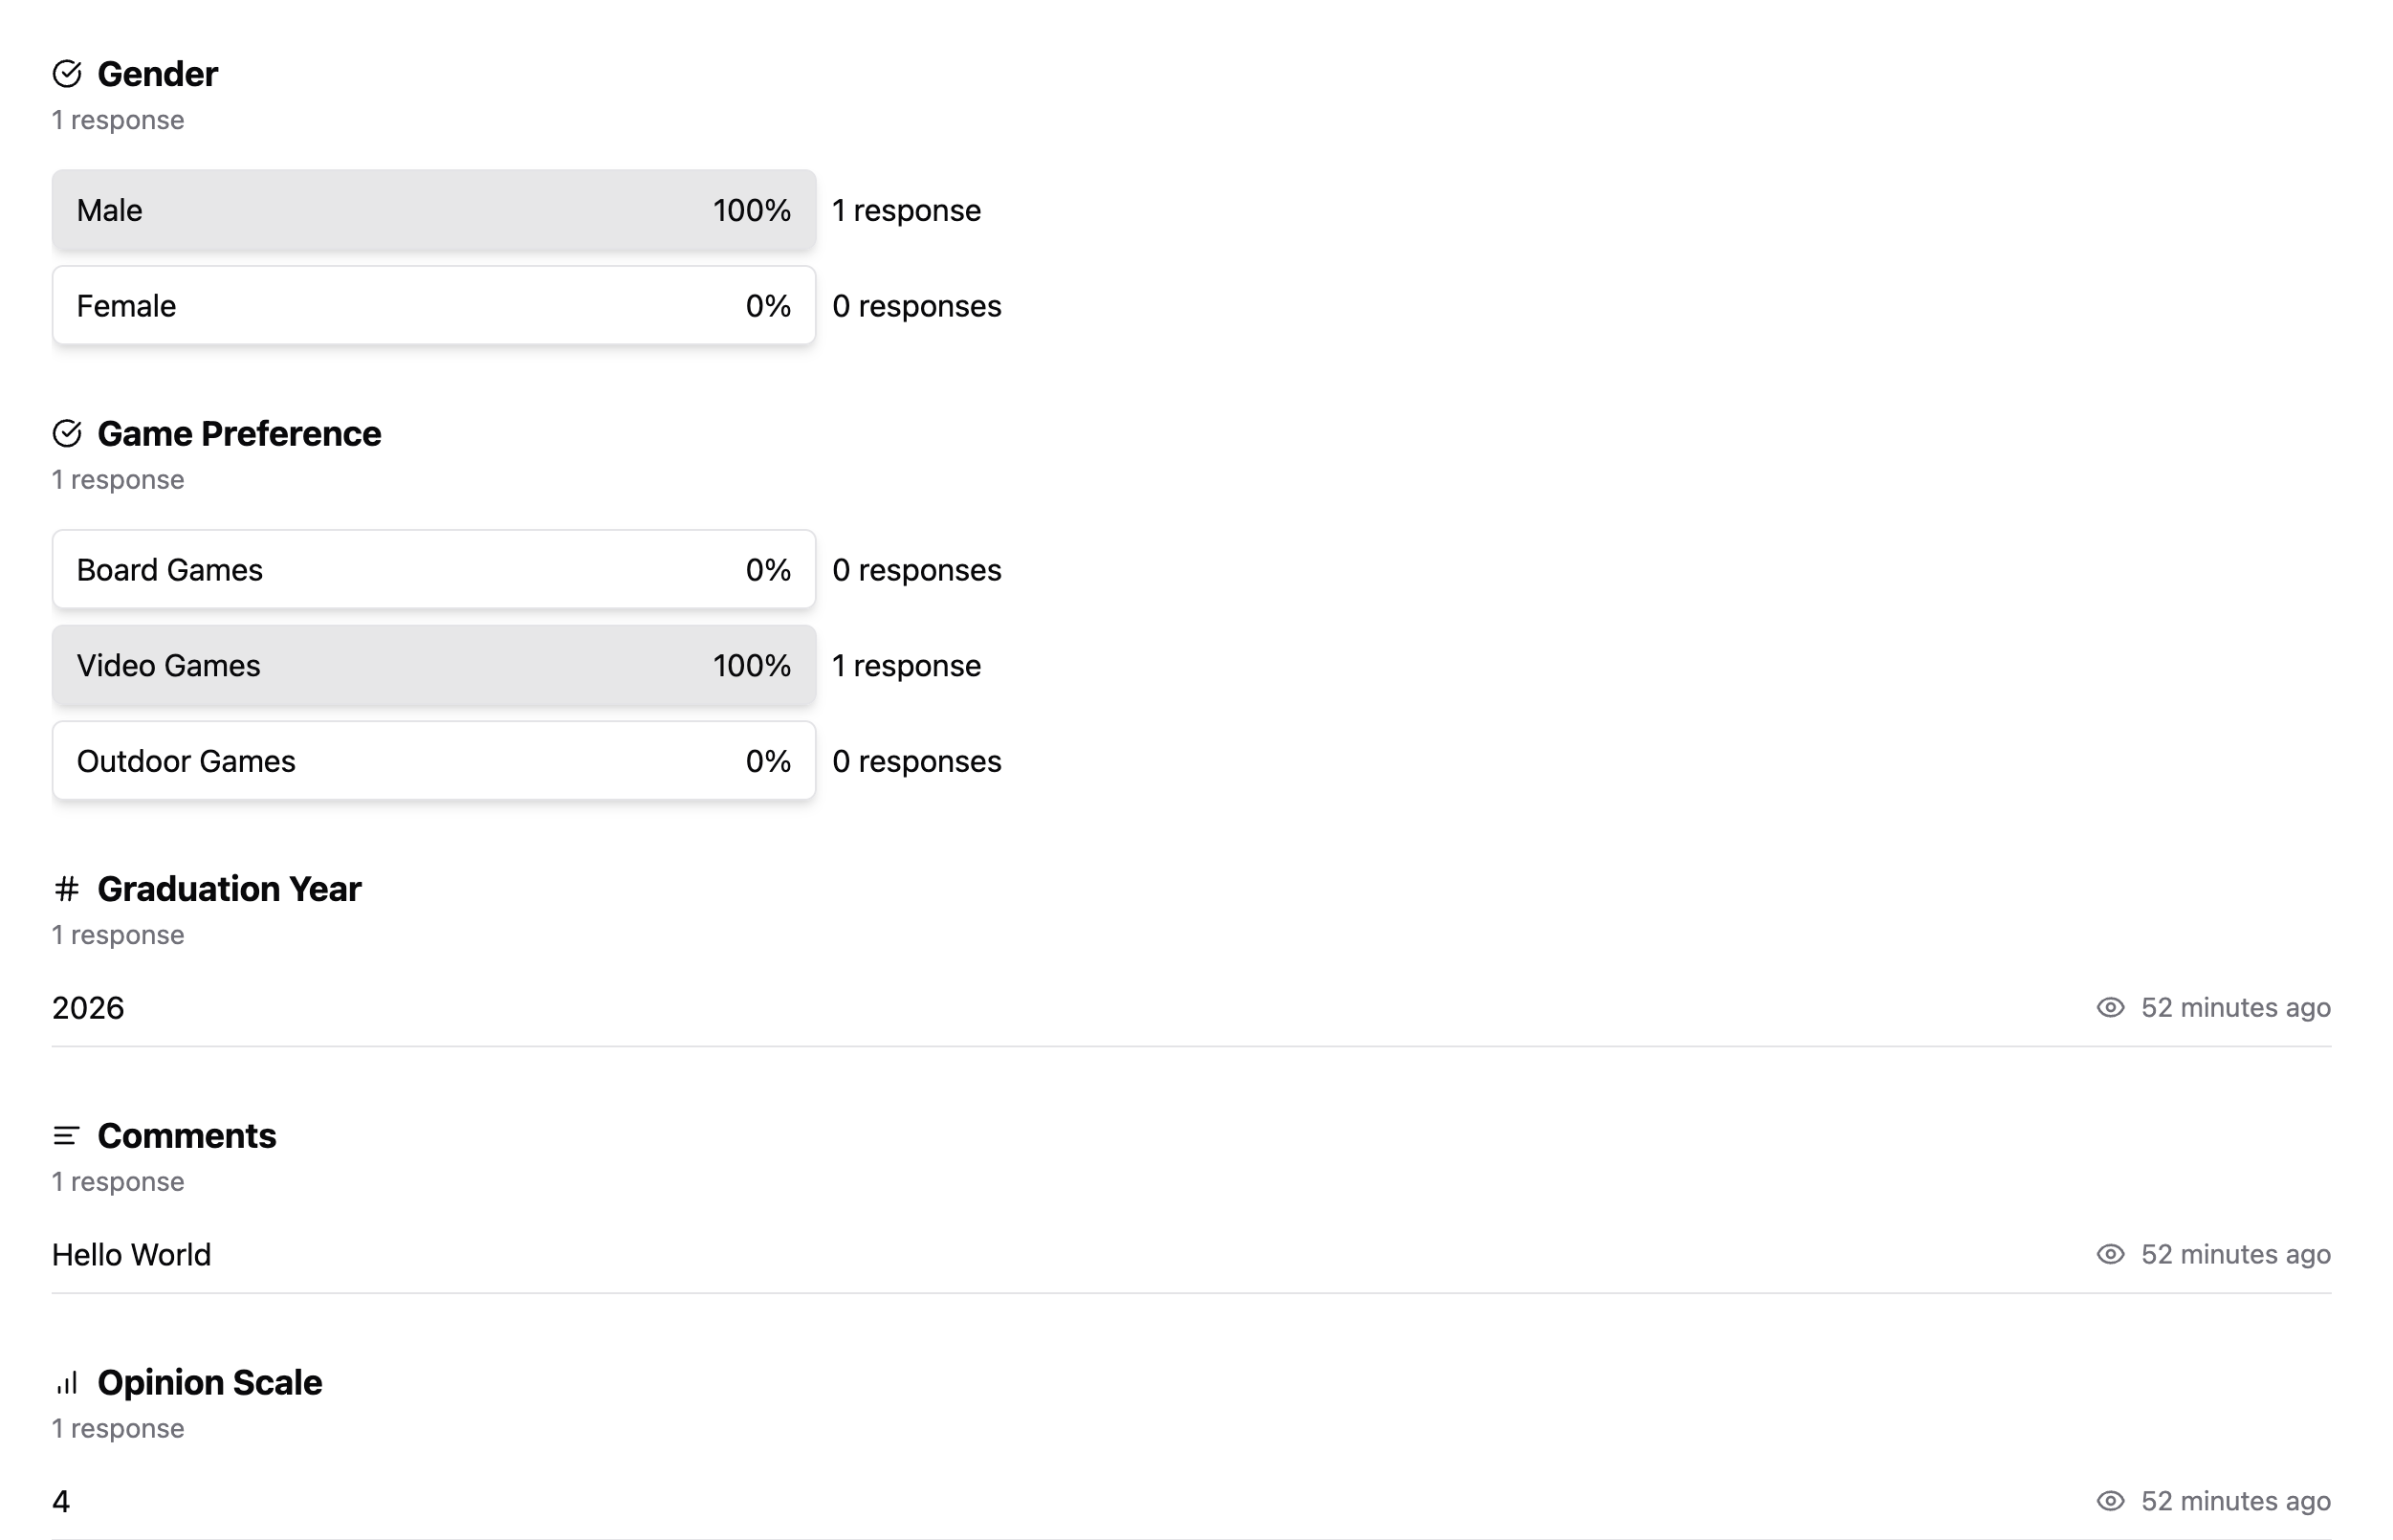 Gender
1 response
Male 100% 1 response
Female 0% 0 responses
Game Preference
1 response
Board Games 0% 0 responses
Video Games 100% 1 response
Outdoor Games 0% 0 responses
# Graduation Year
1 response
2026 52 minutes ago
Comments
1 response
Hello World 52 minutes ago
Opinion Scale
1 response
4 52 minutes ago